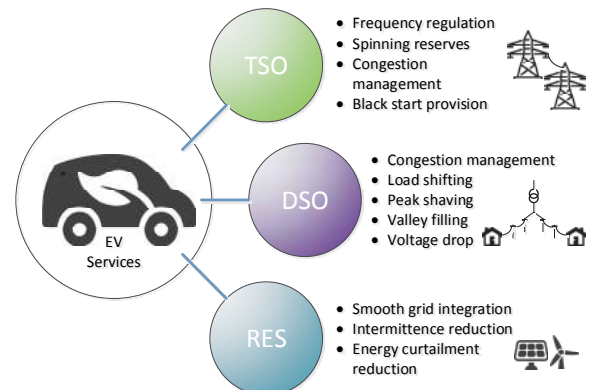 TSO
• Frequency regulation
• Spinning reserves
• Congestion
management
• Black start provision
EV
Services
DSO
• Congestion management
• Load shifting
• Peak shaving
• Valley filling
• Voltage drop
RES
• Smooth grid integration
• Intermittence reduction
• Energy curtailment
reduction